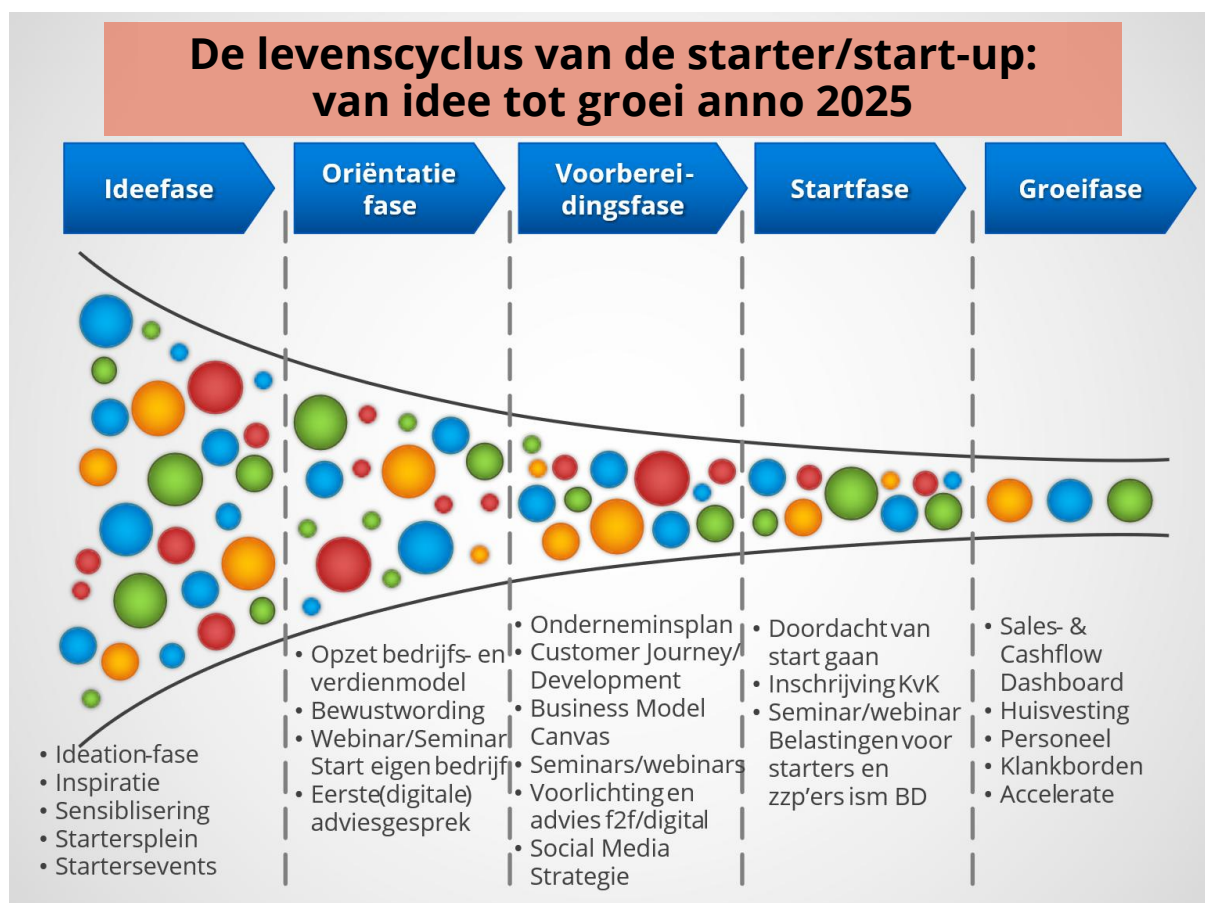 De levenscyclus van de starter/start-up:
van idee tot groei anno 2025
Ideefase
Oriëntatie
fase
Voorberei-
dingsfase
Startfase
Groeifase
• Ideation-fase
• Inspiratie
• Sensiblisering
• Startersplein
• Startersevents
• Opzet bedrijfs- en
verdienmodel
• Bewustwording
• Webinar/Seminar
Start eigen bedrijf
• Eerste(digitale)
adviesgesprek
• Onderneminsplan
• Customer Journey/
Development
• Business Model
Canvas
• Seminars/webinars
• Voorlichting en
advies f2f/digital
• Social Media
Strategie
• Doordacht van
start gaan
• Inschrijving KvK
• Seminar/webinar
Belastingen voor
starters en
zzp’ers ism BD
• Sales- &
Cashflow
Dashboard
• Huisvesting
• Personeel
• Klankborden
• Accelerate